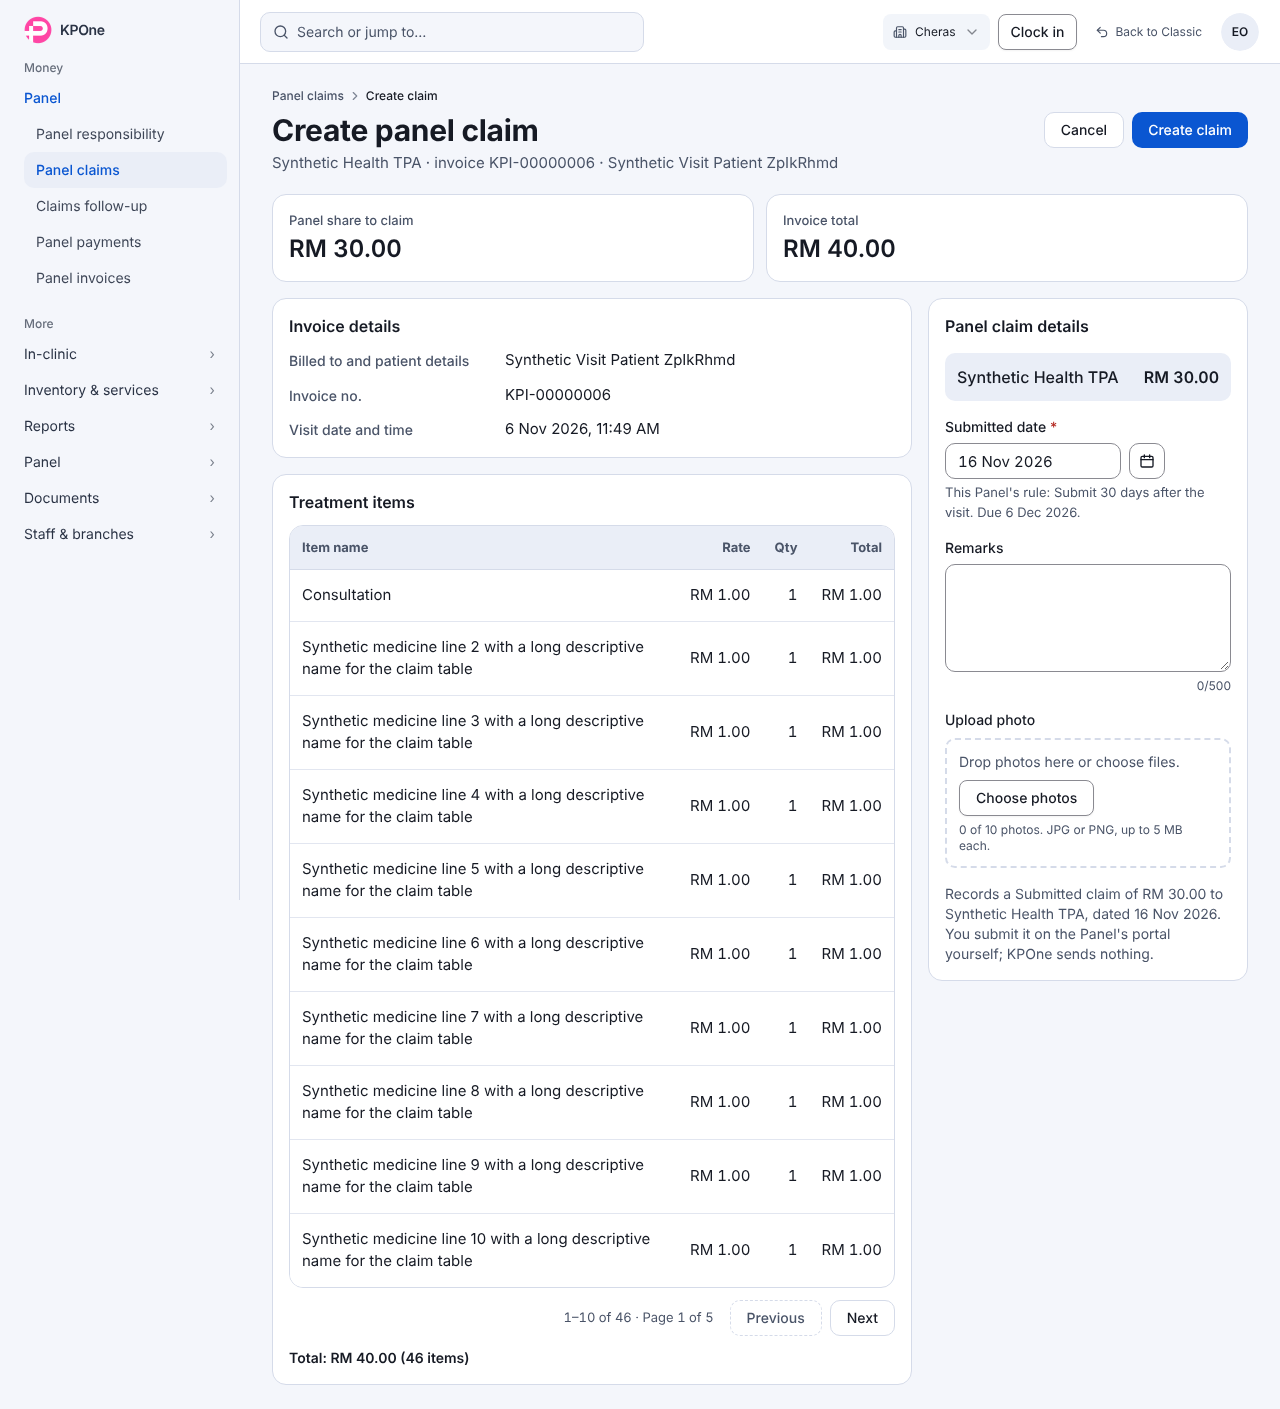 KPOne
Money
Panel
Panel responsibility
Panel claims
Claims follow-up
Panel payments
Panel invoices
More
In-clinic
Inventory & services
Reports
Panel
Documents
Staff & branches
Search or jump to...
Cheras
Clock in
Back to Classic
EO
Panel claims > Create claim
Create panel claim
Synthetic Health TPA · invoice KPI-00000006 · Synthetic Visit Patient ZpIkRhmd
Cancel
Create claim
Panel share to claim
RM 30.00
Invoice total
RM 40.00
Invoice details
Billed to and patient details Synthetic Visit Patient ZpIkRhmd
Invoice no. KPI-00000006
Visit date and time 6 Nov 2026, 11:49 AM
Treatment items
Item name Rate Qty Total
Consultation RM 1.00 1 RM 1.00
Synthetic medicine line 2 with a long descriptive
name for the claim table RM 1.00 1 RM 1.00
Synthetic medicine line 3 with a long descriptive
name for the claim table RM 1.00 1 RM 1.00
Synthetic medicine line 4 with a long descriptive
name for the claim table RM 1.00 1 RM 1.00
Synthetic medicine line 5 with a long descriptive
name for the claim table RM 1.00 1 RM 1.00
Synthetic medicine line 6 with a long descriptive
name for the claim table RM 1.00 1 RM 1.00
Synthetic medicine line 7 with a long descriptive
name for the claim table RM 1.00 1 RM 1.00
Synthetic medicine line 8 with a long descriptive
name for the claim table RM 1.00 1 RM 1.00
Synthetic medicine line 9 with a long descriptive
name for the claim table RM 1.00 1 RM 1.00
Synthetic medicine line 10 with a long descriptive
name for the claim table RM 1.00 1 RM 1.00
1–10 of 46 · Page 1 of 5
Previous
Next
Total: RM 40.00 (46 items)
Panel claim details
Synthetic Health TPA RM 30.00
Submitted date *
16 Nov 2026
This Panel's rule: Submit 30 days after the
visit. Due 6 Dec 2026.
Remarks
0/500
Upload photo
Drop photos here or choose files.
Choose photos
0 of 10 photos. JPG or PNG, up to 5 MB
each.
Records a Submitted claim of RM 30.00 to
Synthetic Health TPA, dated 16 Nov 2026.
You submit it on the Panel's portal
yourself; KPOne sends nothing.